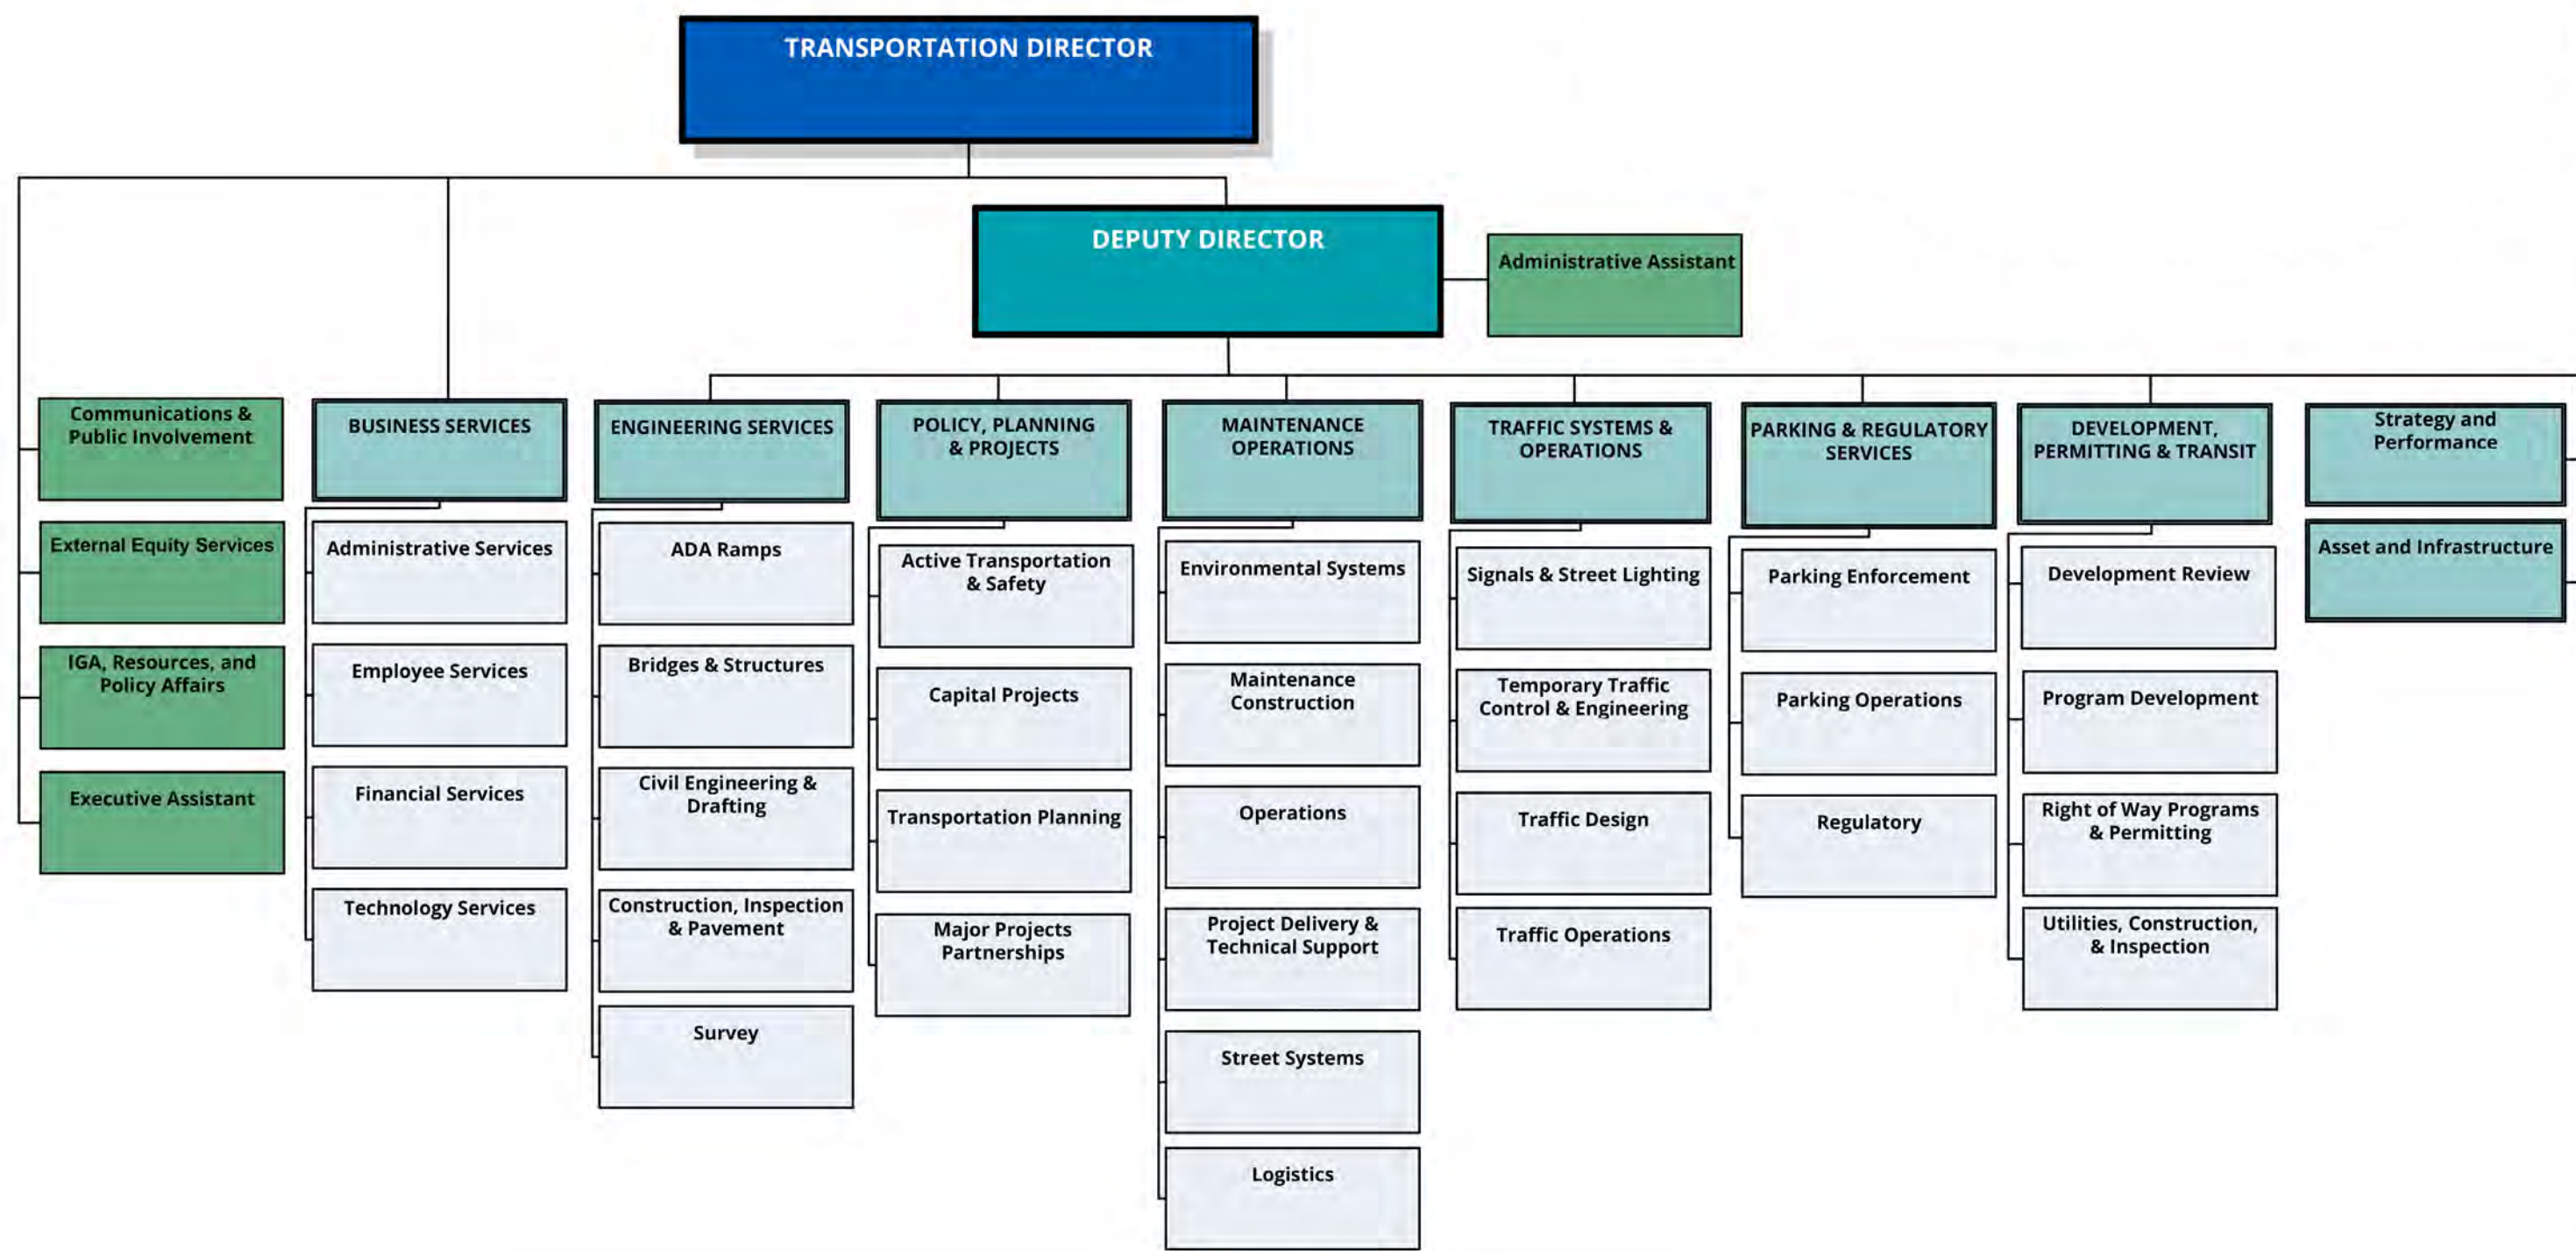 TRANSPORTATION DIRECTOR
DEPUTY DIRECTOR
Administrative Assistant
Communications &
Public Involvement
External Equity Services
IGA, Resources, and
Policy Affairs
Executive Assistant
BUSINESS SERVICES
Administrative Services
Employee Services
Financial Services
Technology Services
ENGINEERING SERVICES
ADA Ramps
Bridges & Structures
Civil Engineering &
Drafting
Construction, Inspection
& Pavement
Survey
POLICY, PLANNING
& PROJECTS
Active Transportation
& Safety
Capital Projects
Transportation Planning
Major Projects
Partnerships
MAINTENANCE
OPERATIONS
Environmental Systems
Maintenance
Construction
Operations
Project Delivery &
Technical Support
Street Systems
Logistics
TRAFFIC SYSTEMS &
OPERATIONS
Signals & Street Lighting
Temporary Traffic
Control & Engineering
Traffic Design
Traffic Operations
PARKING & REGULATORY
SERVICES
Parking Enforcement
Parking Operations
Regulatory
DEVELOPMENT,
PERMITTING & TRANSIT
Development Review
Program Development
Right of Way Programs
& Permitting
Utilities, Construction,
& Inspection
Strategy and
Performance
Asset and Infrastructure